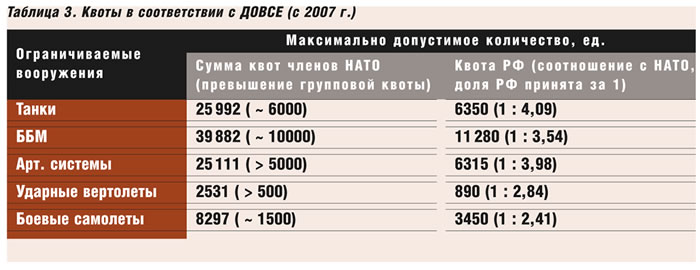 Таблица 3. Квоты в соответствии с ДОВСЕ (с 2007 г.)
Ограничиваемые вооружения
Максимально допустимое количество, ед.
Сумма квот членов НАТО (превышение групповой квоты)
Квота РФ (соотношение с НАТО, доля РФ принята за 1)
Танки 25 992 ( ~ 6000) 6350 (1 : 4,09)
ББМ 39 882 ( ~ 10000) 11 280 (1 : 3,54)
Арт. системы 25 111 ( > 5000) 6315 (1 : 3,98)
Ударные вертолеты 2531 ( > 500) 890 (1 : 2,84)
Боевые самолеты 8297 ( ~ 1500) 3450 (1 : 2,41)